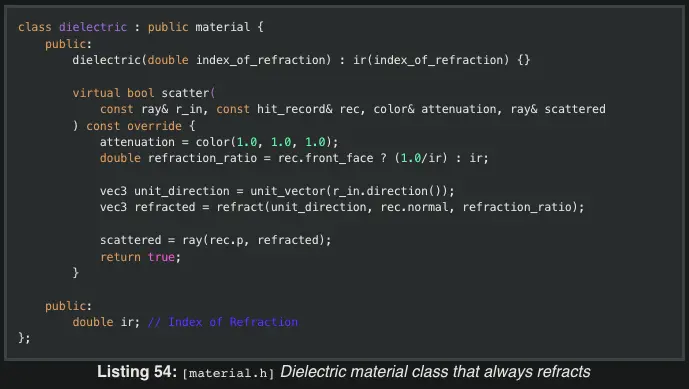 class dielectric : public material {
    public:
        dielectric(double index_of_refraction) : ir(index_of_refraction) {}

        virtual bool scatter(
            const ray& r_in, const hit_record& rec, color& attenuation, ray& scattered
        ) const override {
            attenuation = color(1.0, 1.0, 1.0);
            double refraction_ratio = rec.front_face ? (1.0/ir) : ir;

            vec3 unit_direction = unit_vector(r_in.direction());
            vec3 refracted = refract(unit_direction, rec.normal, refraction_ratio);

            scattered = ray(rec.p, refracted);
            return true;
        }

    public:
        double ir; // Index of Refraction
};
Listing 54: [material.h] Dielectric material class that always refracts